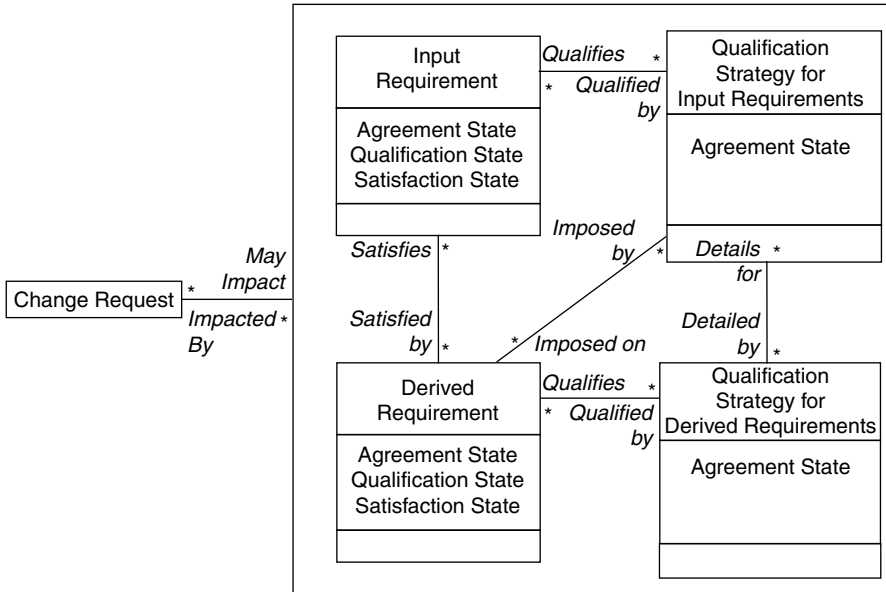 Input
Requirement
Agreement State
Qualification State
Satisfaction State
Qualifies *
* Qualified
by
Qualification
Strategy for
Input Requirements
Agreement State
Satisfies *
Imposed
by *
Details *
for
May
Impact
*
Change Request
Impacted *
By
Satisfied
by *
* Imposed on
Detailed
by *
Derived
Requirement
Agreement State
Qualification State
Satisfaction State
Qualifies *
* Qualified
by
Qualification
Strategy for
Derived Requirements
Agreement State